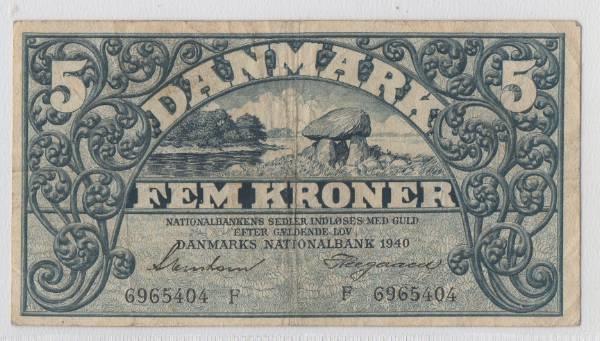 5 DANMARK 5
FEM KRONER
NATIONALBANKENS SEDLER INDLØSES MED GULD
EFTER GÆLDENDE LOV
DANMARKS NATIONALBANK 1940
6965404 F F 6965404